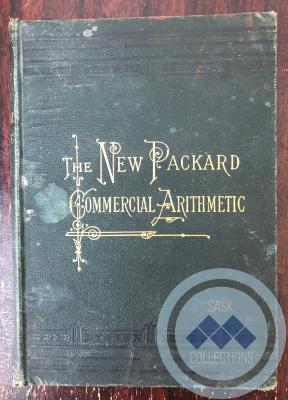 THE NEW PACKARD
COMMERCIAL ARITHMETIC
SASK
COLLECTIONS